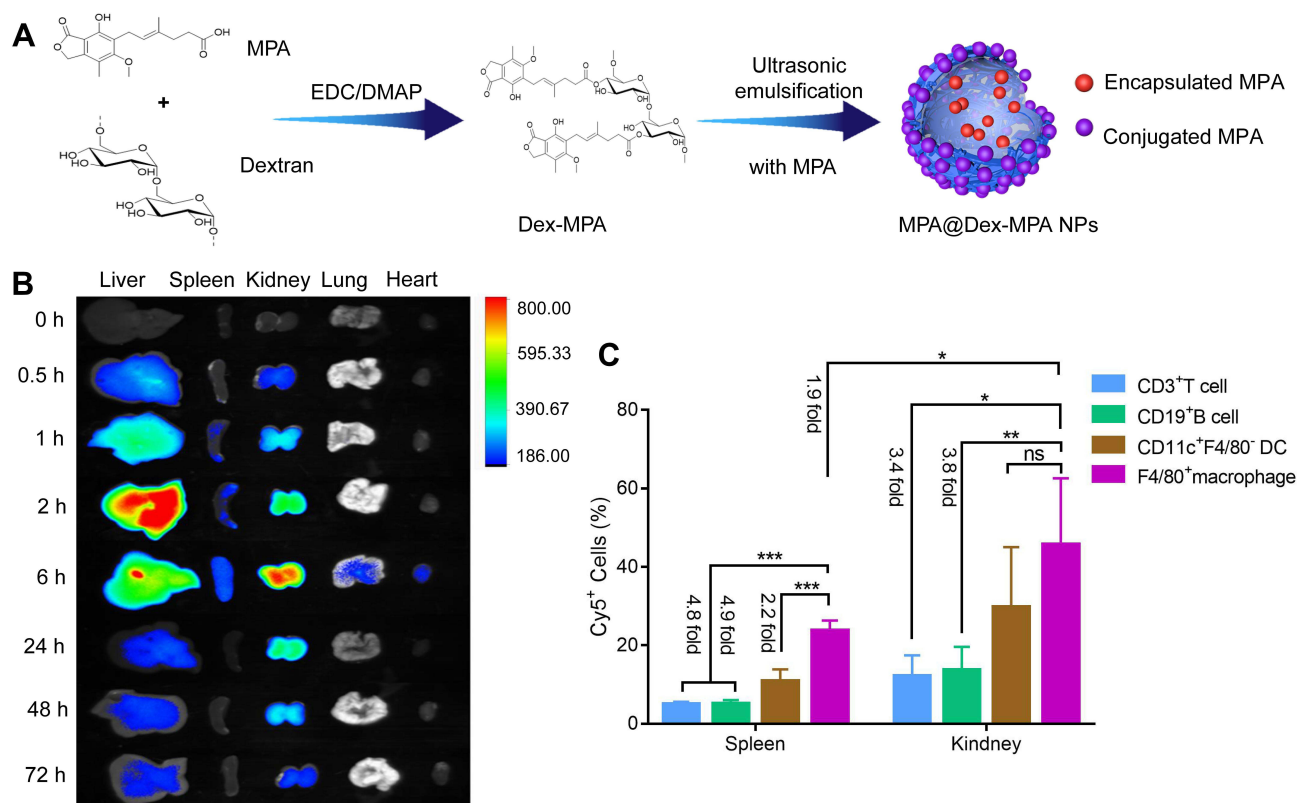 A
OH
O
O
OH
O
O
MPA
+
Dextran
EDC/DMAP
Dex-MPA
Ultrasonic
emulsification
with MPA
MPA@Dex-MPA NPs
Encapsulated MPA
Conjugated MPA
B
Liver Spleen Kidney Lung Heart
0 h
0.5 h
1 h
2 h
6 h
24 h
48 h
72 h
800.00
595.33
390.67
186.00
C
Cy5⁺ Cells (%)
80
60
40
20
0
4.8 fold
4.9 fold
2.2 fold
***
***
1.9 fold
*
3.4 fold
*
3.8 fold
**
ns
Spleen
Kindney
CD3⁺T cell
CD19⁺B cell
CD11c⁺F4/80⁻ DC
F4/80⁺macrophage